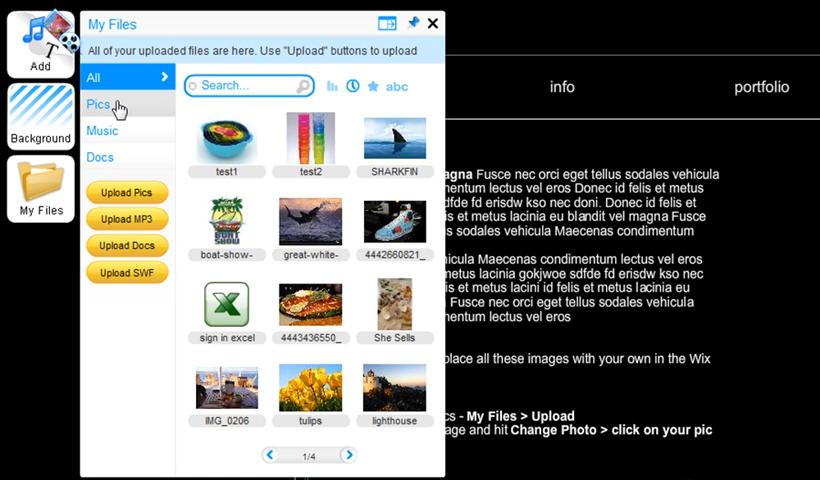 Add
Background
My Files
My Files
All of your uploaded files are here. Use "Upload" buttons to upload
All
Pics
Music
Docs
Upload Pics
Upload MP3
Upload Docs
Upload SWF
Search...
abc
test1
test2
SHARKFIN
BOAT
SHOW
boat-show-
great-white-
4442660821_
sign in excel
4443436550_
She Sells
IMG_0206
tulips
lighthouse
1/4
info
portfolio
agna Fusce nec orci eget tellus sodales vehicula
mentum lectus vel eros Donec id felis et metus
dfde fd erisdw kso nec doni. Donec id felis et
is et metus lacinia eu blandit vel magna Fusce
s sodales vehicula Maecenas condimentum
hicula Maecenas condimentum lectus vel eros
metus lacinia gokjwoe sdfde fd erisdw kso nec
is et metus lacini id felis et metus lacinia eu
Fusce nec orci eget tellus sodales vehicula
mentum lectus vel eros
place all these images with your own in the Wix
cs - My Files > Upload
age and hit Change Photo > click on your pic